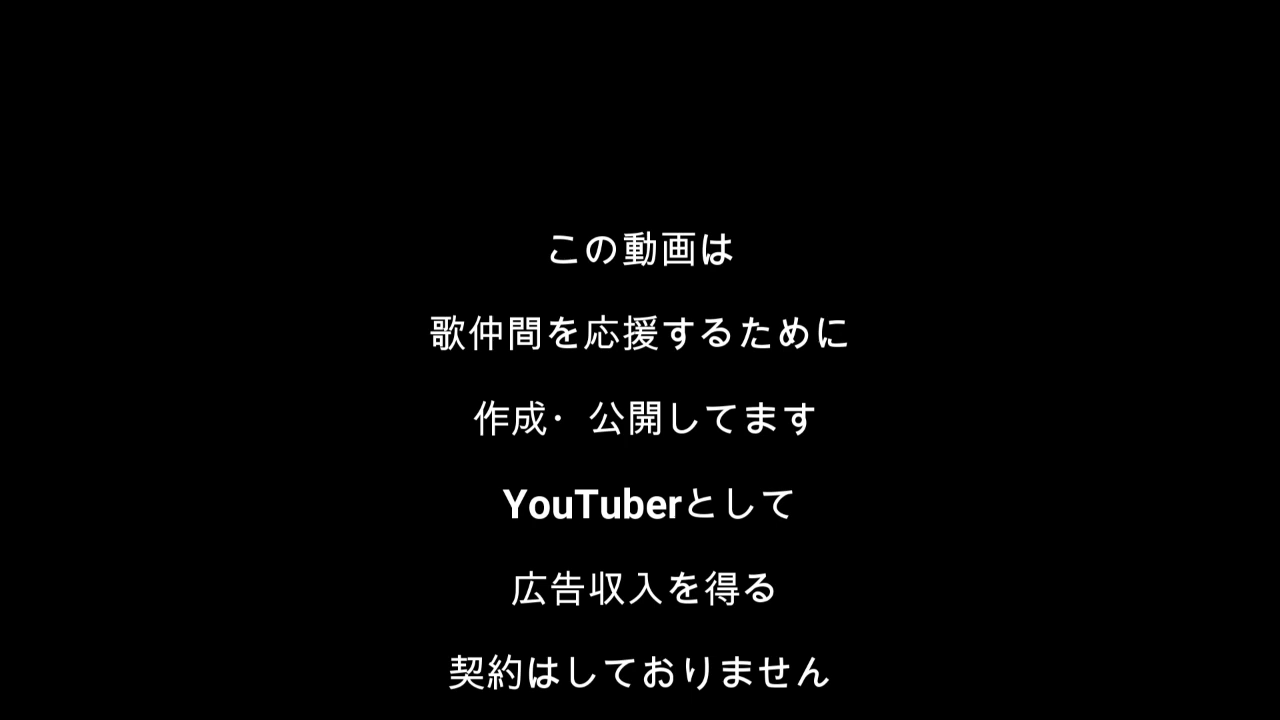 この動画は
歌仲間を応援するために
作成・公開してます
YouTuberとして
広告収入を得る
契約はしておりません